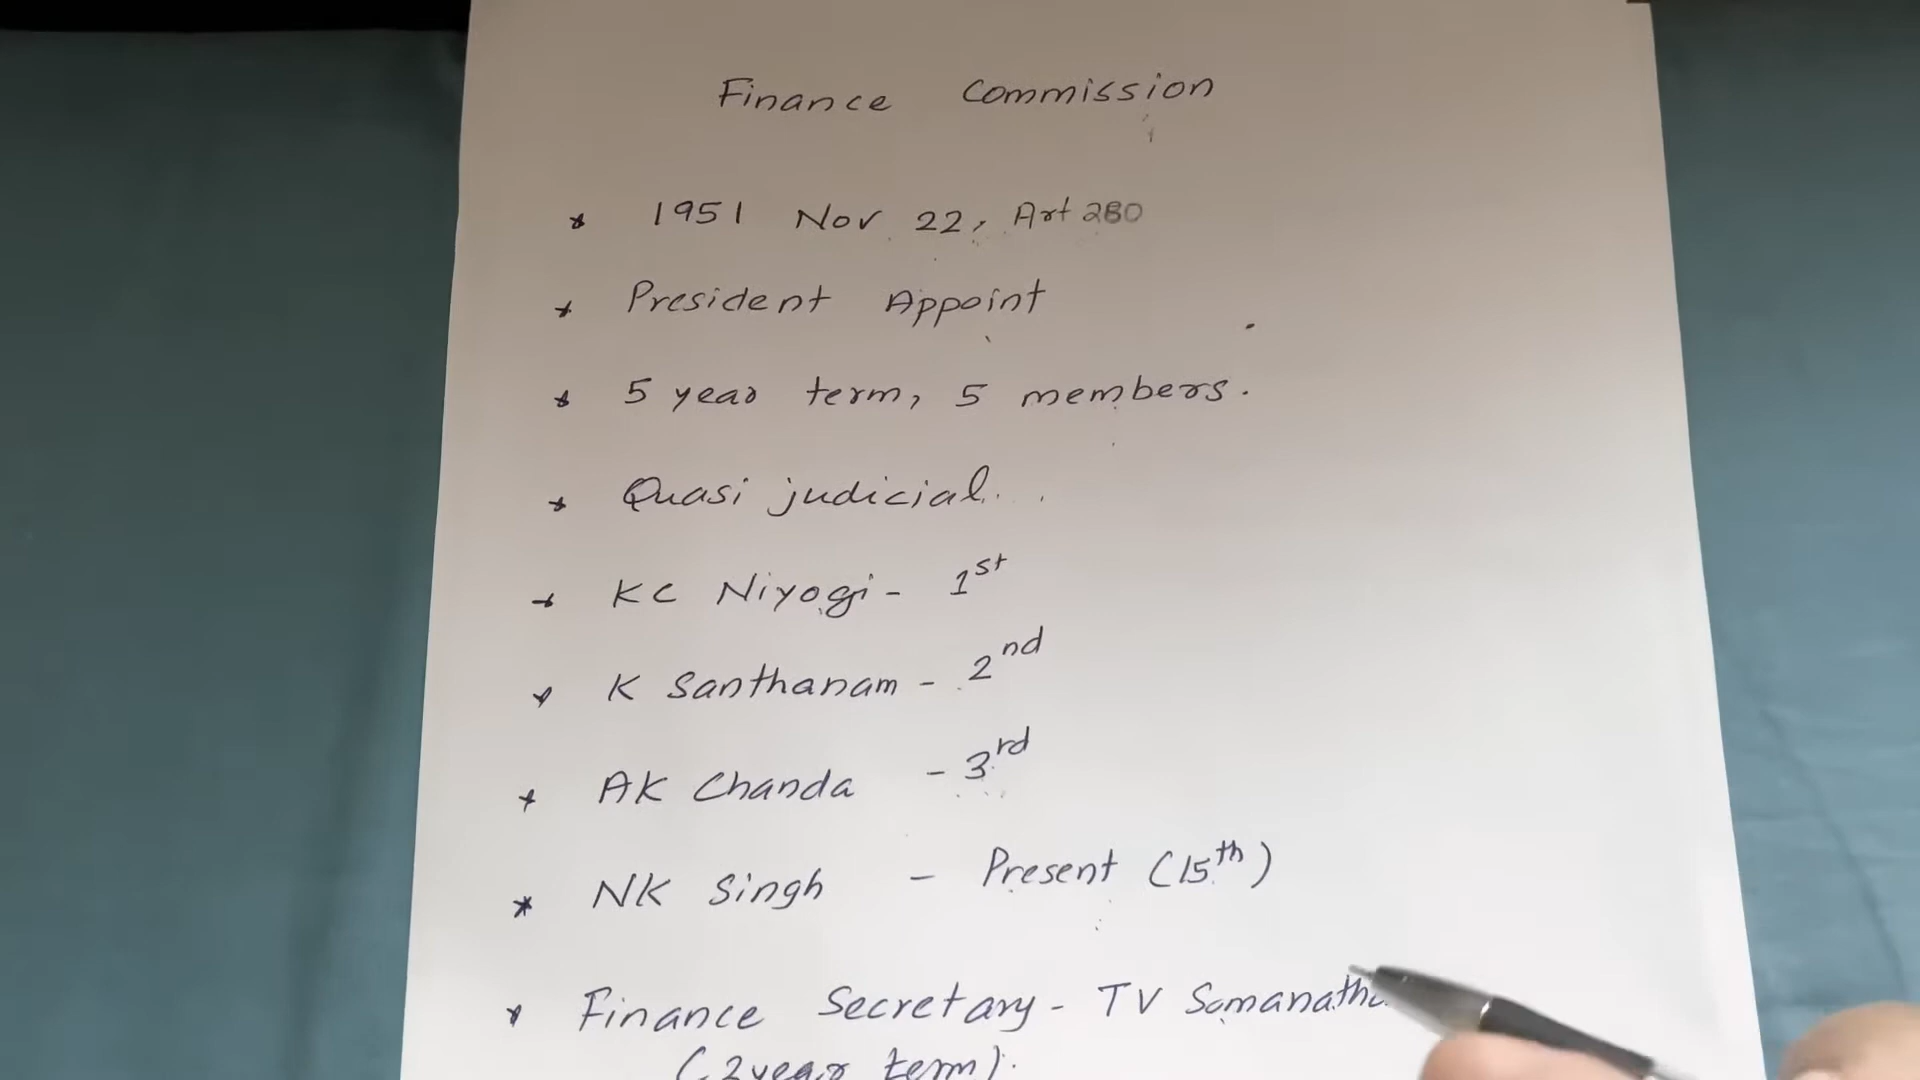 Finance Commission
* 1951 Nov 22, Art 280
* President Appoint
* 5 year term, 5 members.
* Quasi judicial.
* KC Niyogi - 1st
* K Santhanam - 2nd
* AK Chanda - 3rd
* NK Singh - Present (15th)
* Finance Secretary - TV
(2 year term).